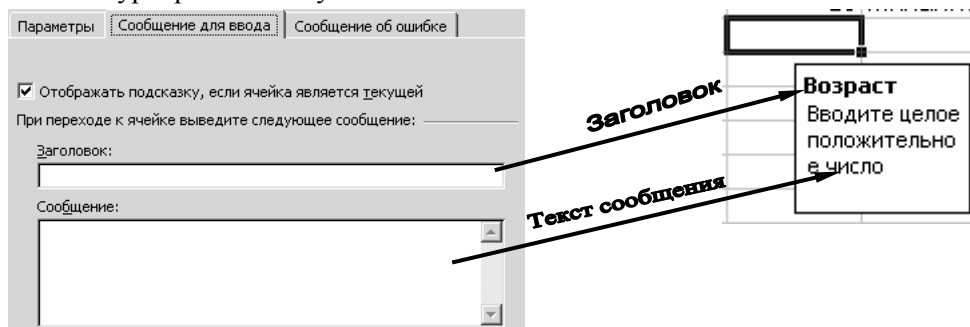 Параметры
Сообщение для ввода
Сообщение об ошибке
Отображать подсказку, если ячейка является текущей
При переходе к ячейке выведите следующее сообщение:
Заголовок:
Сообщение:
Заголовок
Текст сообщения
Возраст
Вводите целое
положительно
е число